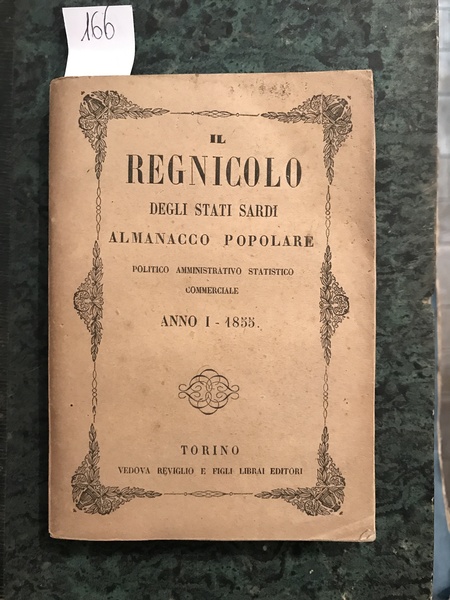 166
IL
REGNICOLO
DEGLI STATI SARDI
ALMANACCO POPOLARE
POLITICO AMMINISTRATIVO STATISTICO
COMMERCIALE
ANNO I - 1855.
TORINO
VEDOVA REVIGLIO E FIGLI LIBRAI EDITORI